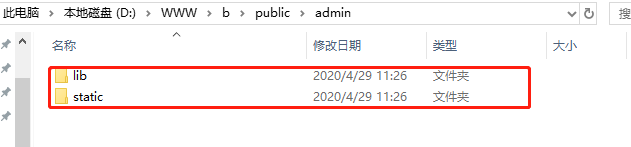 此电脑 > 本地磁盘 (D:) > WWW > b > public > admin 搜
名称 修改日期 类型 大小
lib 2020/4/29 11:26 文件夹
static 2020/4/29 11:26 文件夹